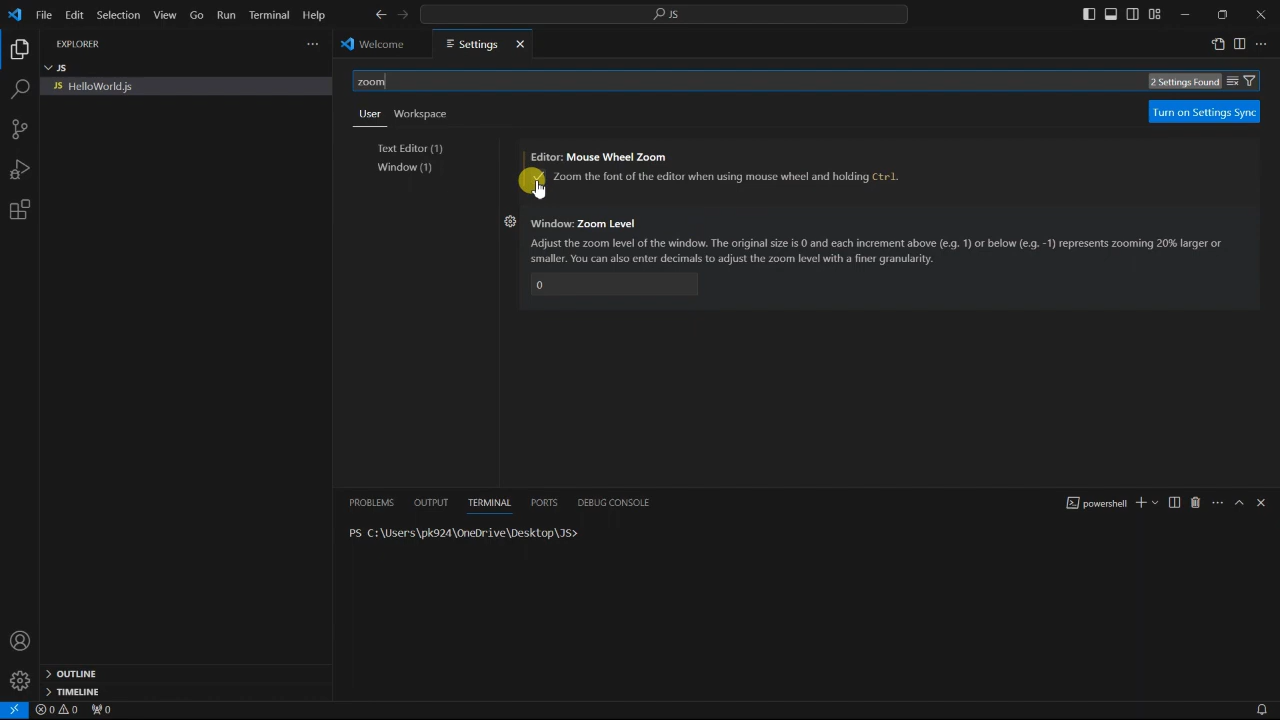 File Edit Selection View Go Run Terminal Help JS
EXPLORER
Welcome Settings
JS
JS HelloWorld.js
zoom 2 Settings Found
User Workspace Turn on Settings Sync
Text Editor (1)
Window (1)
Editor: Mouse Wheel Zoom
Zoom the font of the editor when using mouse wheel and holding Ctrl.
Window: Zoom Level
Adjust the zoom level of the window. The original size is 0 and each increment above (e.g. 1) or below (e.g. -1) represents zooming 20% larger or
smaller. You can also enter decimals to adjust the zoom level with a finer granularity.
0
PROBLEMS OUTPUT TERMINAL PORTS DEBUG CONSOLE powershell
PS C:\Users\pk924\OneDrive\Desktop\JS>
OUTLINE
TIMELINE
0 0 0